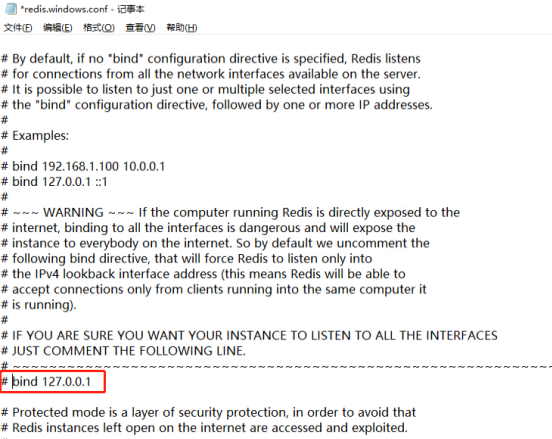 *redis.windows.conf - 记事本
文件(F) 编辑(E) 格式(O) 查看(V) 帮助(H)
# By default, if no "bind" configuration directive is specified, Redis listens
# for connections from all the network interfaces available on the server.
# It is possible to listen to just one or multiple selected interfaces using
# the "bind" configuration directive, followed by one or more IP addresses.
#
# Examples:
#
# bind 192.168.1.100 10.0.0.1
# bind 127.0.0.1 ::1
#
# ~~~ WARNING ~~~ If the computer running Redis is directly exposed to the
# internet, binding to all the interfaces is dangerous and will expose the
# instance to everybody on the internet. So by default we uncomment the
# following bind directive, that will force Redis to listen only into
# the IPv4 lookback interface address (this means Redis will be able to
# accept connections only from clients running into the same computer it
# is running).
#
# IF YOU ARE SURE YOU WANT YOUR INSTANCE TO LISTEN TO ALL THE INTERFACES
# JUST COMMENT THE FOLLOWING LINE.
# ~~~~~~~~~~~~~~~~~~~~~~~~~~~~~~~~~~~~~~~~~~~~~~~~~~~~~~~~
# bind 127.0.0.1
# Protected mode is a layer of security protection, in order to avoid that
# Redis instances left open on the internet are accessed and exploited.
#